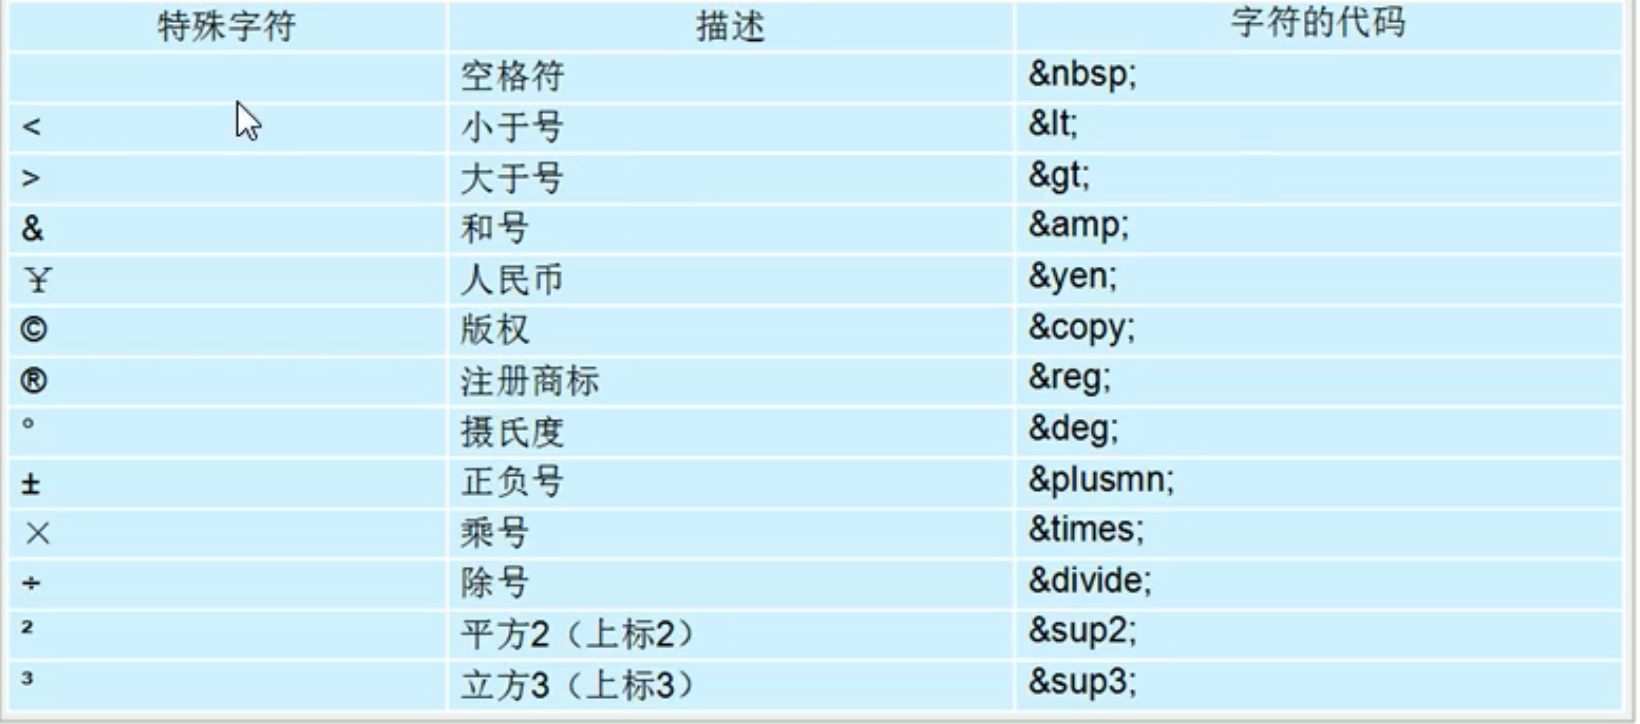 特殊字符 描述 字符的代码
空格符 &nbsp;
< 小于号 &lt;
> 大于号 &gt;
& 和号 &amp;
¥ 人民币 &yen;
© 版权 &copy;
® 注册商标 &reg;
° 摄氏度 &deg;
± 正负号 &plusmn;
× 乘号 &times;
÷ 除号 &divide;
² 平方2（上标2） &sup2;
³ 立方3（上标3） &sup3;